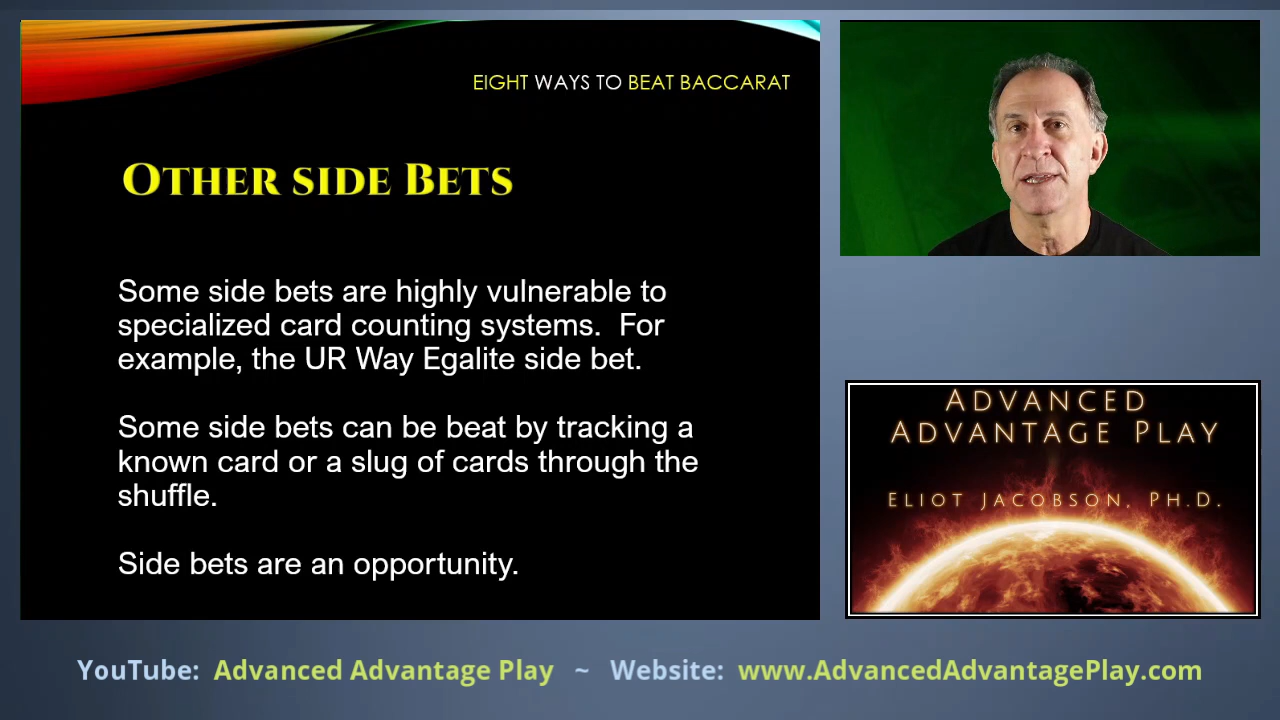 EIGHT WAYS TO BEAT BACCARAT
OTHER SIDE BETS
Some side bets are highly vulnerable to
specialized card counting systems.  For
example, the UR Way Egalite side bet.
Some side bets can be beat by tracking a
known card or a slug of cards through the
shuffle.
Side bets are an opportunity.
ADVANCED
ADVANTAGE PLAY
ELIOT JACOBSON, PH.D.
YouTube: Advanced Advantage Play ~ Website: www.AdvancedAdvantagePlay.com